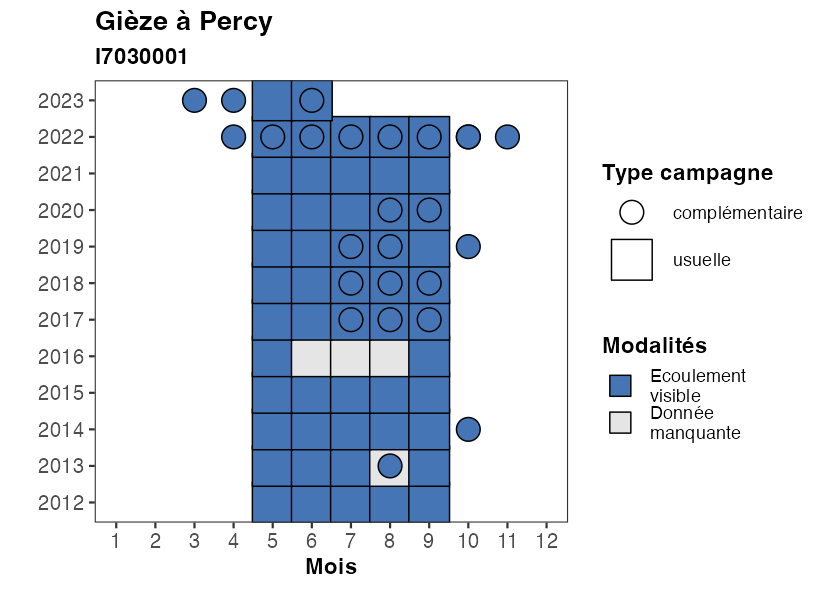 Gièze à Percy
I7030001
2023
2022
2021
2020
2019
2018
2017
2016
2015
2014
2013
2012
1 2 3 4 5 6 7 8 9 10 11 12
Mois
Type campagne
complémentaire
usuelle
Modalités
Ecoulement
visible
Donnée
manquante